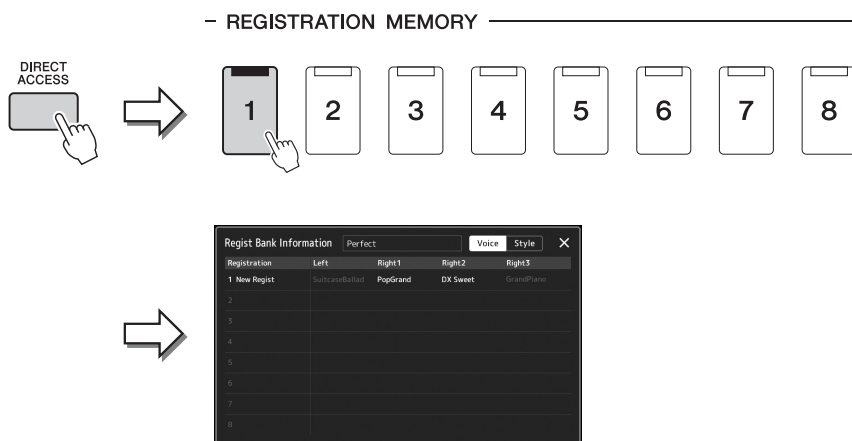 REGISTRATION MEMORY
DIRECT
ACCESS
1 2 3 4 5 6 7 8
Regist Bank Information Perfect Voice Style X
Registration Left Right1 Right2 Right3
1 New Regist SuitcaseBallad PopGrand DX Sweet GrandPiano
2
3
4
5
6
7
8